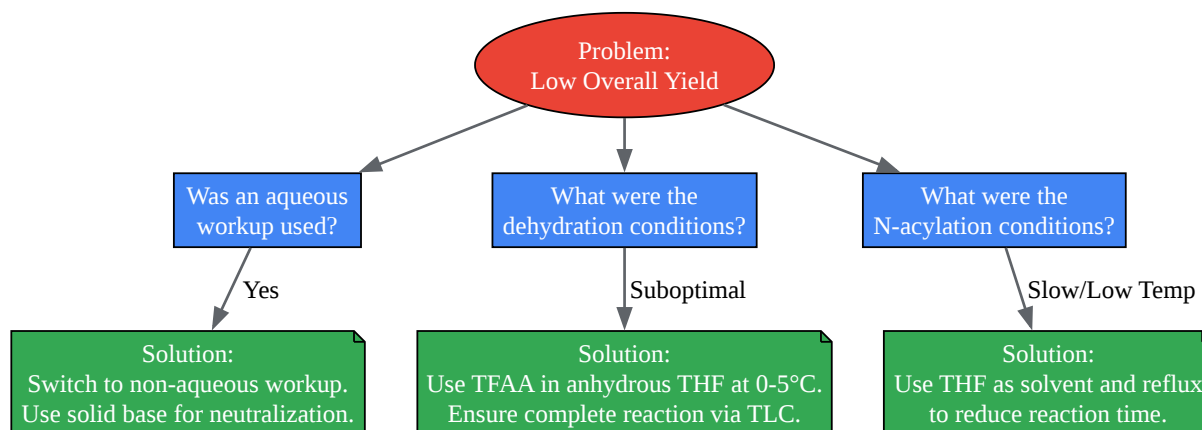 Problem:
Low Overall Yield
Was an aqueous
workup used?
What were the
dehydration conditions?
What were the
N-acylation conditions?
Yes
Suboptimal
Slow/Low Temp
Solution:
Switch to non-aqueous workup.
Use solid base for neutralization.
Solution:
Use TFAA in anhydrous THF at 0-5°C.
Ensure complete reaction via TLC.
Solution:
Use THF as solvent and reflux
to reduce reaction time.